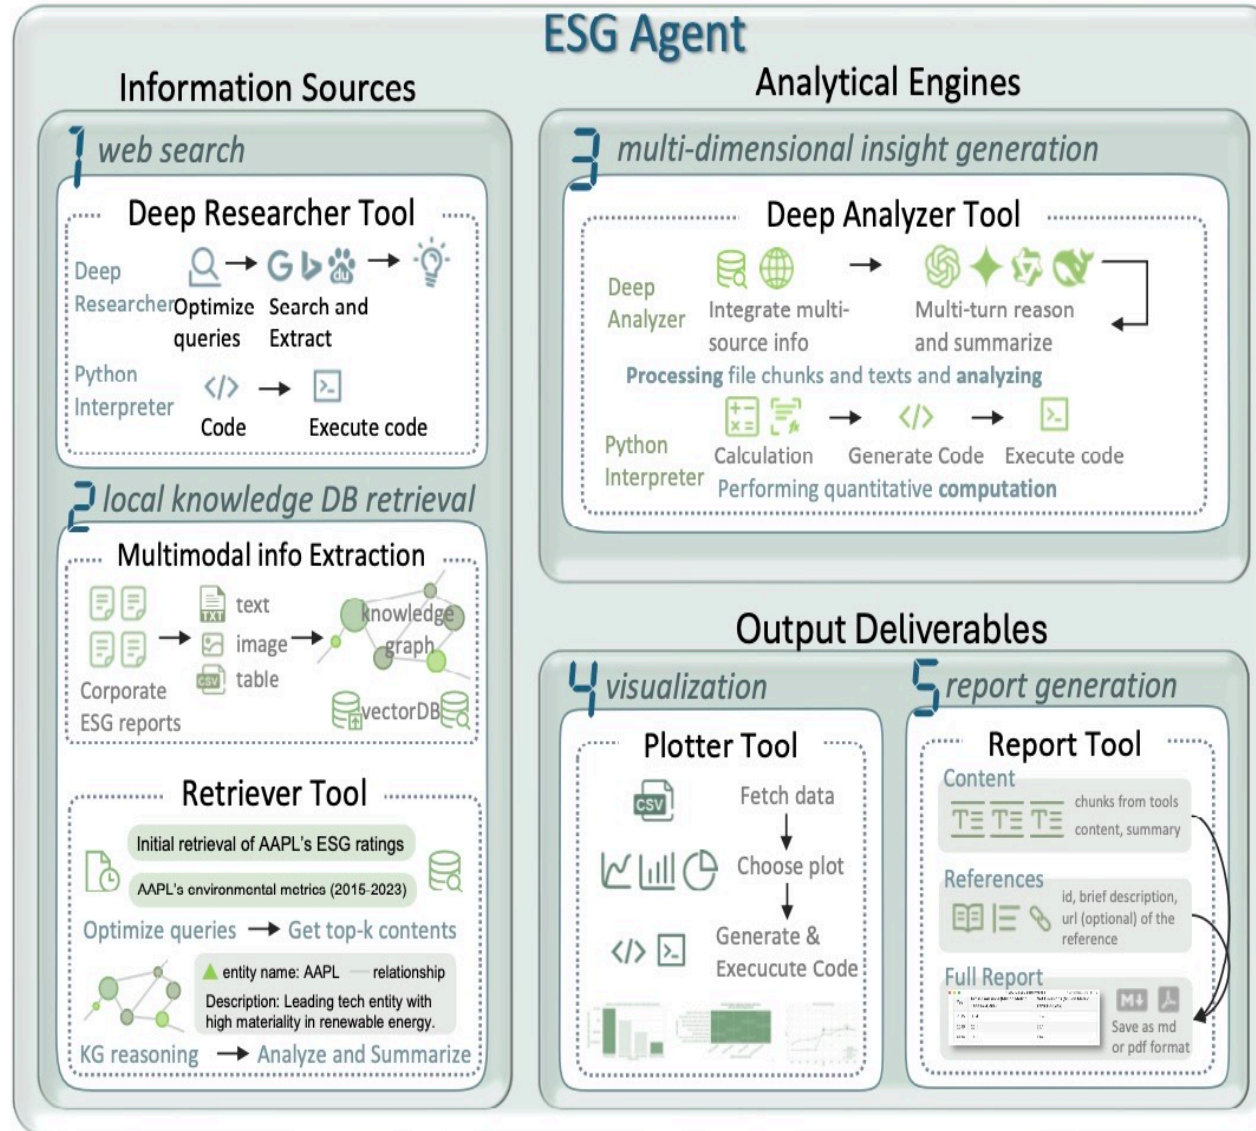 ESG Agent
Information Sources
1 web search
Deep Researcher Tool
Deep
Researcher
Optimize
queries
Search and
Extract
du
Python
Interpreter
</>
Code
>_
Execute code
2 local knowledge DB retrieval
Multimodal info Extraction
TXT
text
image
CSV
table
Corporate
ESG reports
knowledge
graph
vectorDB
Retriever Tool
Initial retrieval of AAPL's ESG ratings
AAPL's environmental metrics (2015-2023)
Optimize queries
Get top-k contents
entity name: AAPL
relationship
Description: Leading tech entity with
high materiality in renewable energy.
KG reasoning
Analyze and Summarize
Analytical Engines
3 multi-dimensional insight generation
Deep Analyzer Tool
Deep
Analyzer
Integrate multi-
source info
Multi-turn reason
and summarize
Processing file chunks and texts and analyzing
Python
Interpreter
fx
</>
>_
Calculation
Generate Code
Execute code
Performing quantitative computation
Output Deliverables
4 visualization
Plotter Tool
CSV
Fetch data
Choose plot
</>
>_
Generate &
Execucute Code
5 report generation
Report Tool
Content
T T T
chunks from tools
content, summary
References
id, brief description,
url (optional) of the
reference
Full Report
M
Save as md
or pdf format